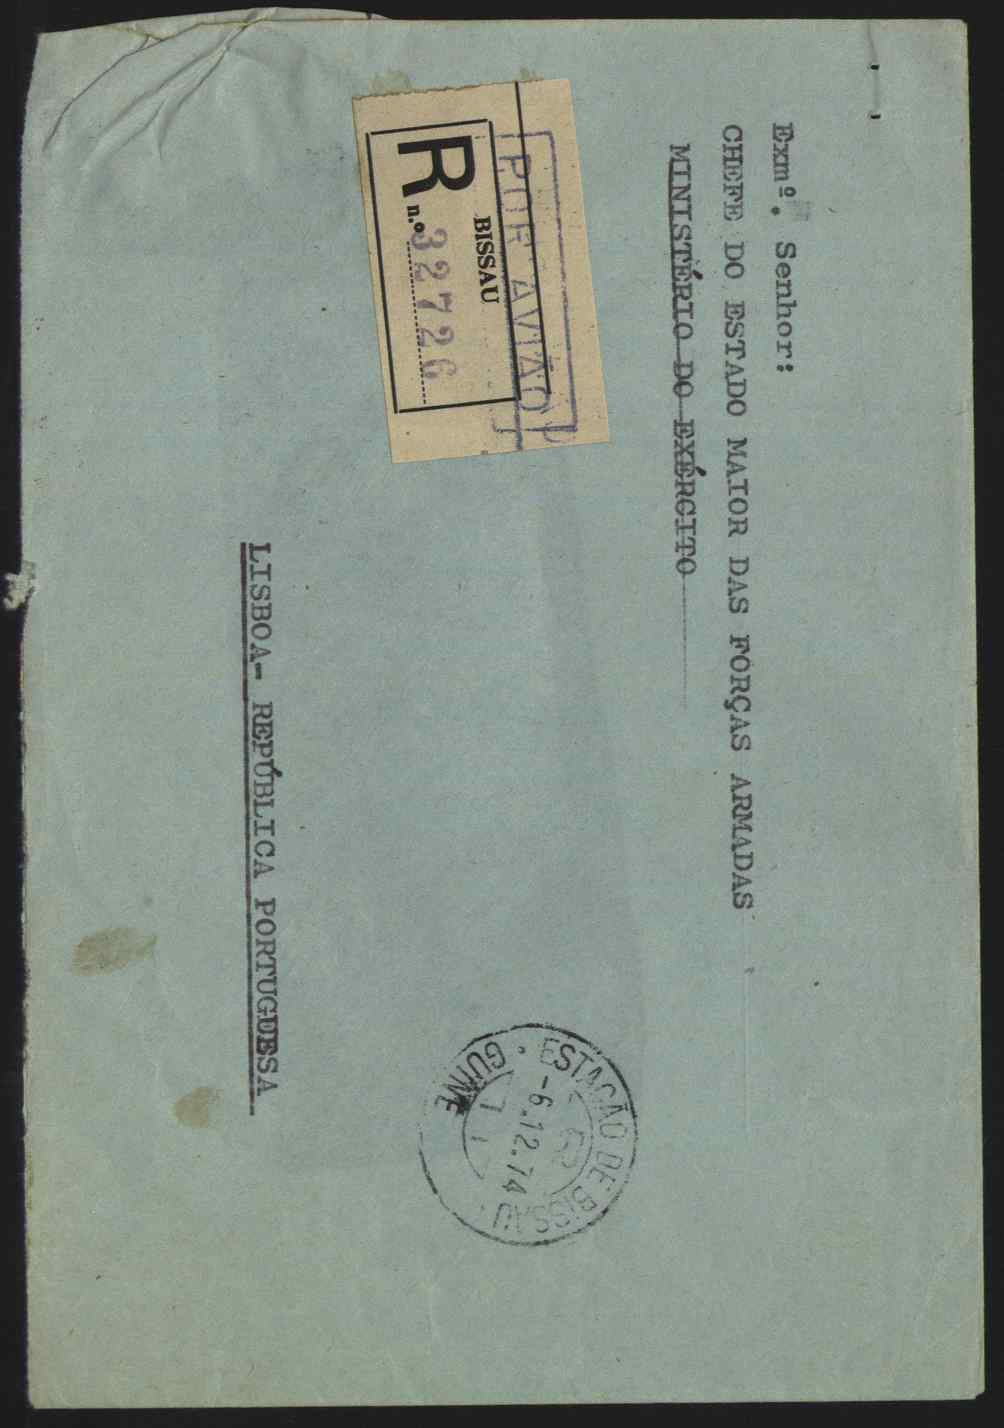 Exmº. Senhor:
CHEFE DO ESTADO MAIOR DAS FORÇAS ARMADAS
MINISTÉRIO DO EXÉRCITO
POR AVIÃO
BISSAU
R n.º 32726
ESTAÇÃO DE BISSAU
-6.12.74
GUINÉ
LISBOA- REPÚBLICA PORTUGUESA